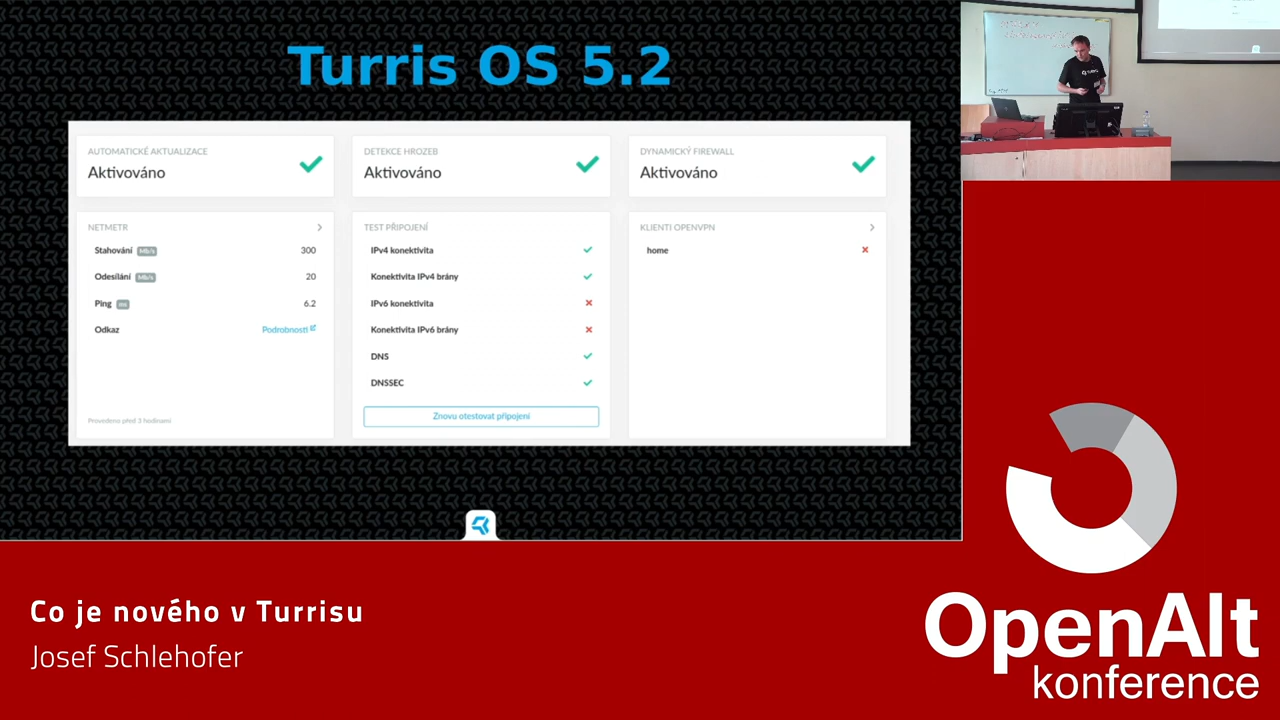 Turris OS 5.2
AUTOMATICKÉ AKTUALIZACE
Aktivováno
DETEKCE HROZEB
Aktivováno
DYNAMICKÝ FIREWALL
Aktivováno
NETMETR
Stahování Mb/s 300
Odesílání Mb/s 20
Ping ms 6.2
Odkaz Podrobnosti
Provedeno před 3 hodinami
TEST PŘIPOJENÍ
IPv4 konektivita
Konektivita IPv4 brány
IPv6 konektivita
Konektivita IPv6 brány
DNS
DNSSEC
Znovu otestovat připojení
KLIENTI OPENVPN
home
Co je nového v Turrisu
Josef Schlehofer
OpenAlt
konference